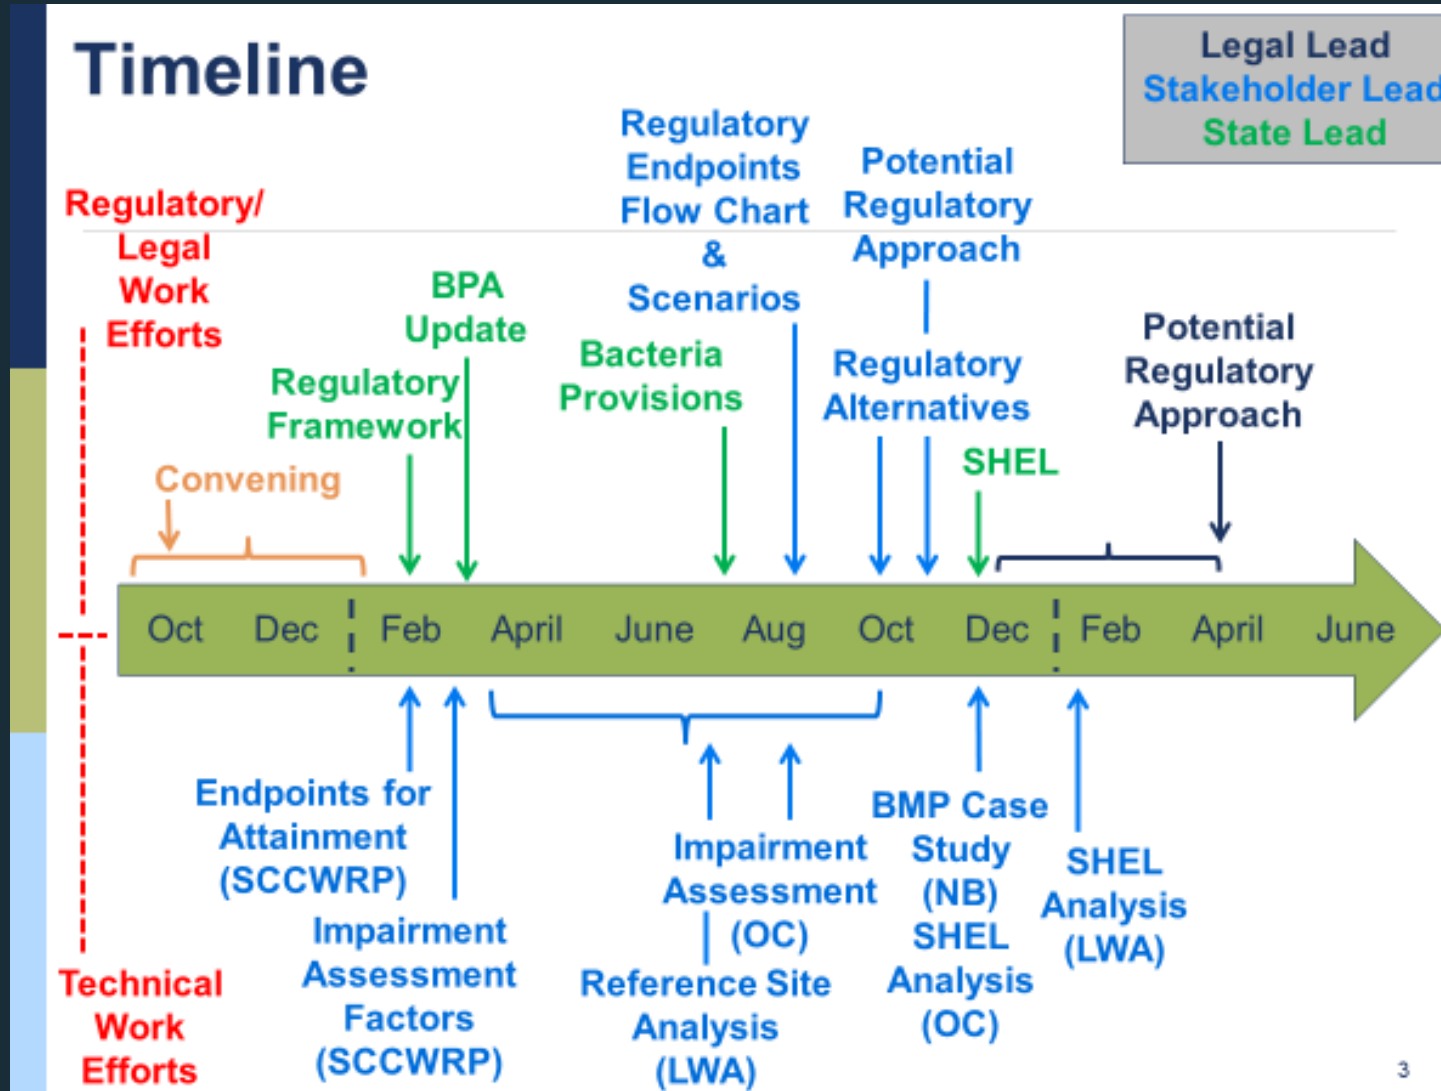 Timeline
Legal Lead
Stakeholder Lead
State Lead
Regulatory/
Legal
Work
Efforts
Convening
Regulatory
Framework
BPA
Update
Bacteria
Provisions
Regulatory
Endpoints
Flow Chart
&
Scenarios
Potential
Regulatory
Approach
Regulatory
Alternatives
SHEL
Potential
Regulatory
Approach
Oct Dec Feb April June Aug Oct Dec Feb April June
Technical
Work
Efforts
Endpoints for
Attainment
(SCCWRP)
Impairment
Assessment
Factors
(SCCWRP)
Impairment
Assessment
(OC)
Reference Site
Analysis
(LWA)
BMP Case
Study
(NB)
SHEL
Analysis
(OC)
SHEL
Analysis
(LWA)
3